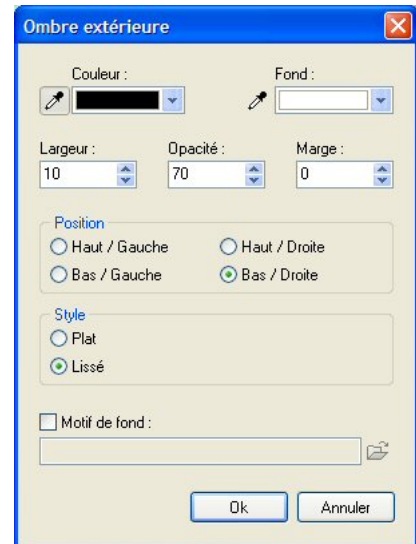 Ombre extérieure
Couleur : Fond :
Largeur : Opacité : Marge :
10 70 0
Position
Haut / Gauche Haut / Droite
Bas / Gauche Bas / Droite
Style
Plat
Lissé
Motif de fond :
Ok Annuler